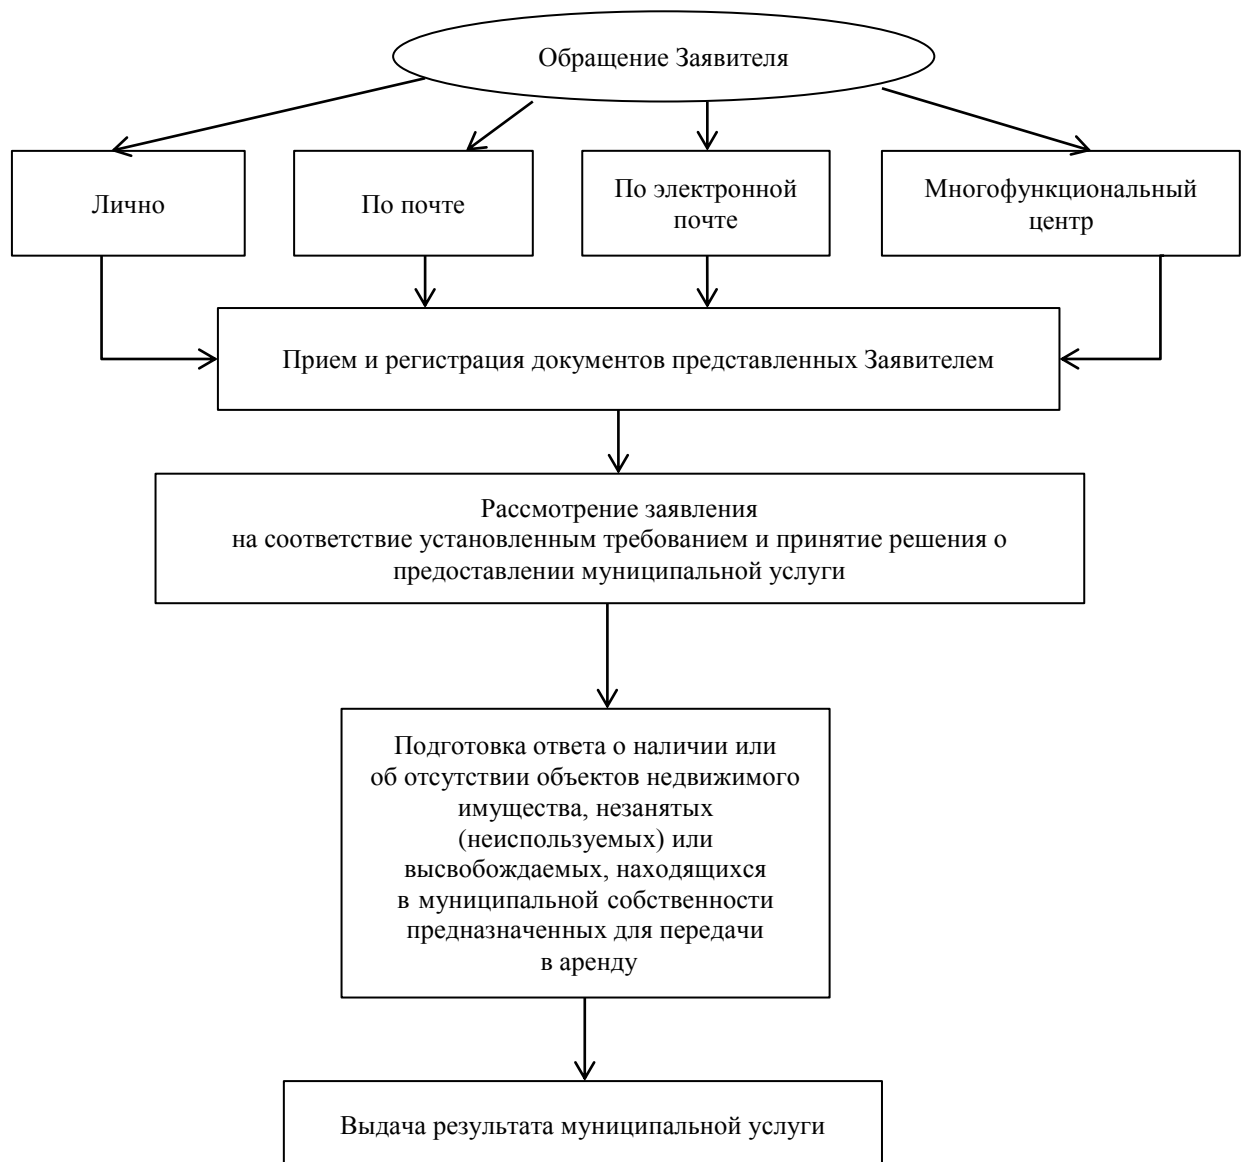 Обращение Заявителя
Лично
По почте
По электронной
почте
Многофункциональный
центр
Прием и регистрация документов представленных Заявителем
Рассмотрение заявления
на соответствие установленным требованием и принятие решения о
предоставлении муниципальной услуги
Подготовка ответа о наличии или
об отсутствии объектов недвижимого
имущества, незанятых
(неиспользуемых) или
высвобождаемых, находящихся
в муниципальной собственности
предназначенных для передачи
в аренду
Выдача результата муниципальной услуги